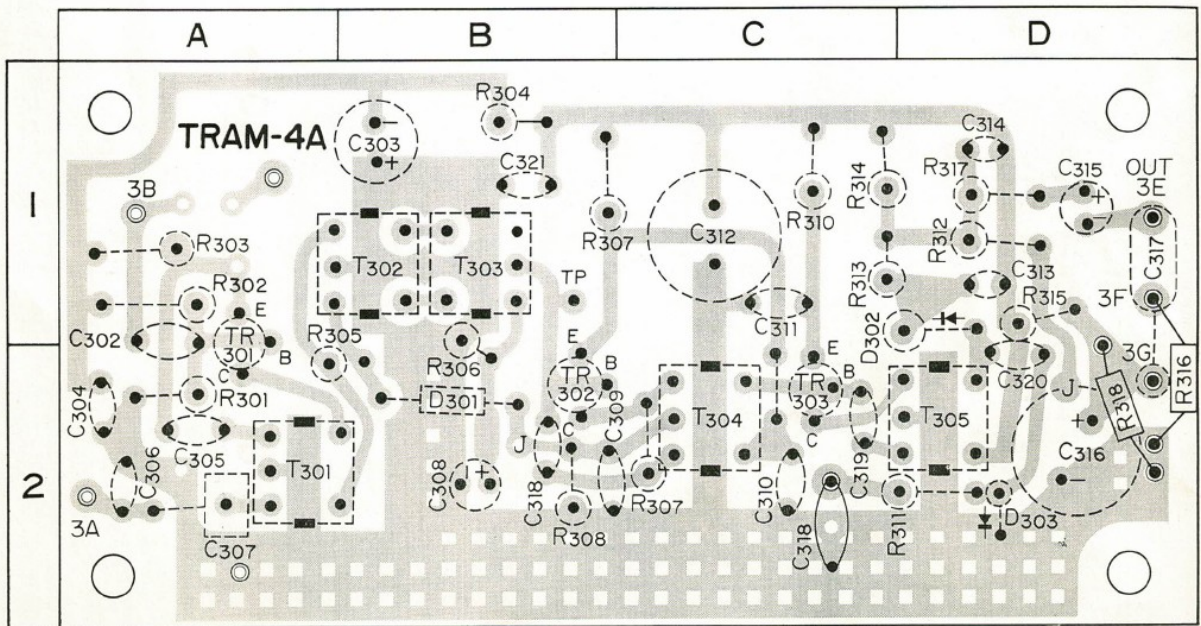 A B C D
1
2
TRAM-4A
3B
C303
−
+
R304
C321
R307
C312
R310
R314
C314
R317
C315
+
−
OUT
3E
R303
T302
T303
R312
C317
R302
TP
R313
C313
R315
3F
C302
E
TR
301
B
C
R305
R306
E
TR
302
B
C
C311
E
TR
303
B
C
D302
C320
3G
R316
C304
R301
D301
C309
T304
T305
J
R318
C305
T301
J
C319
+
C316
−
C306
C308
+
C318
R307
C310
3A
C307
R308
C318
R311
D303